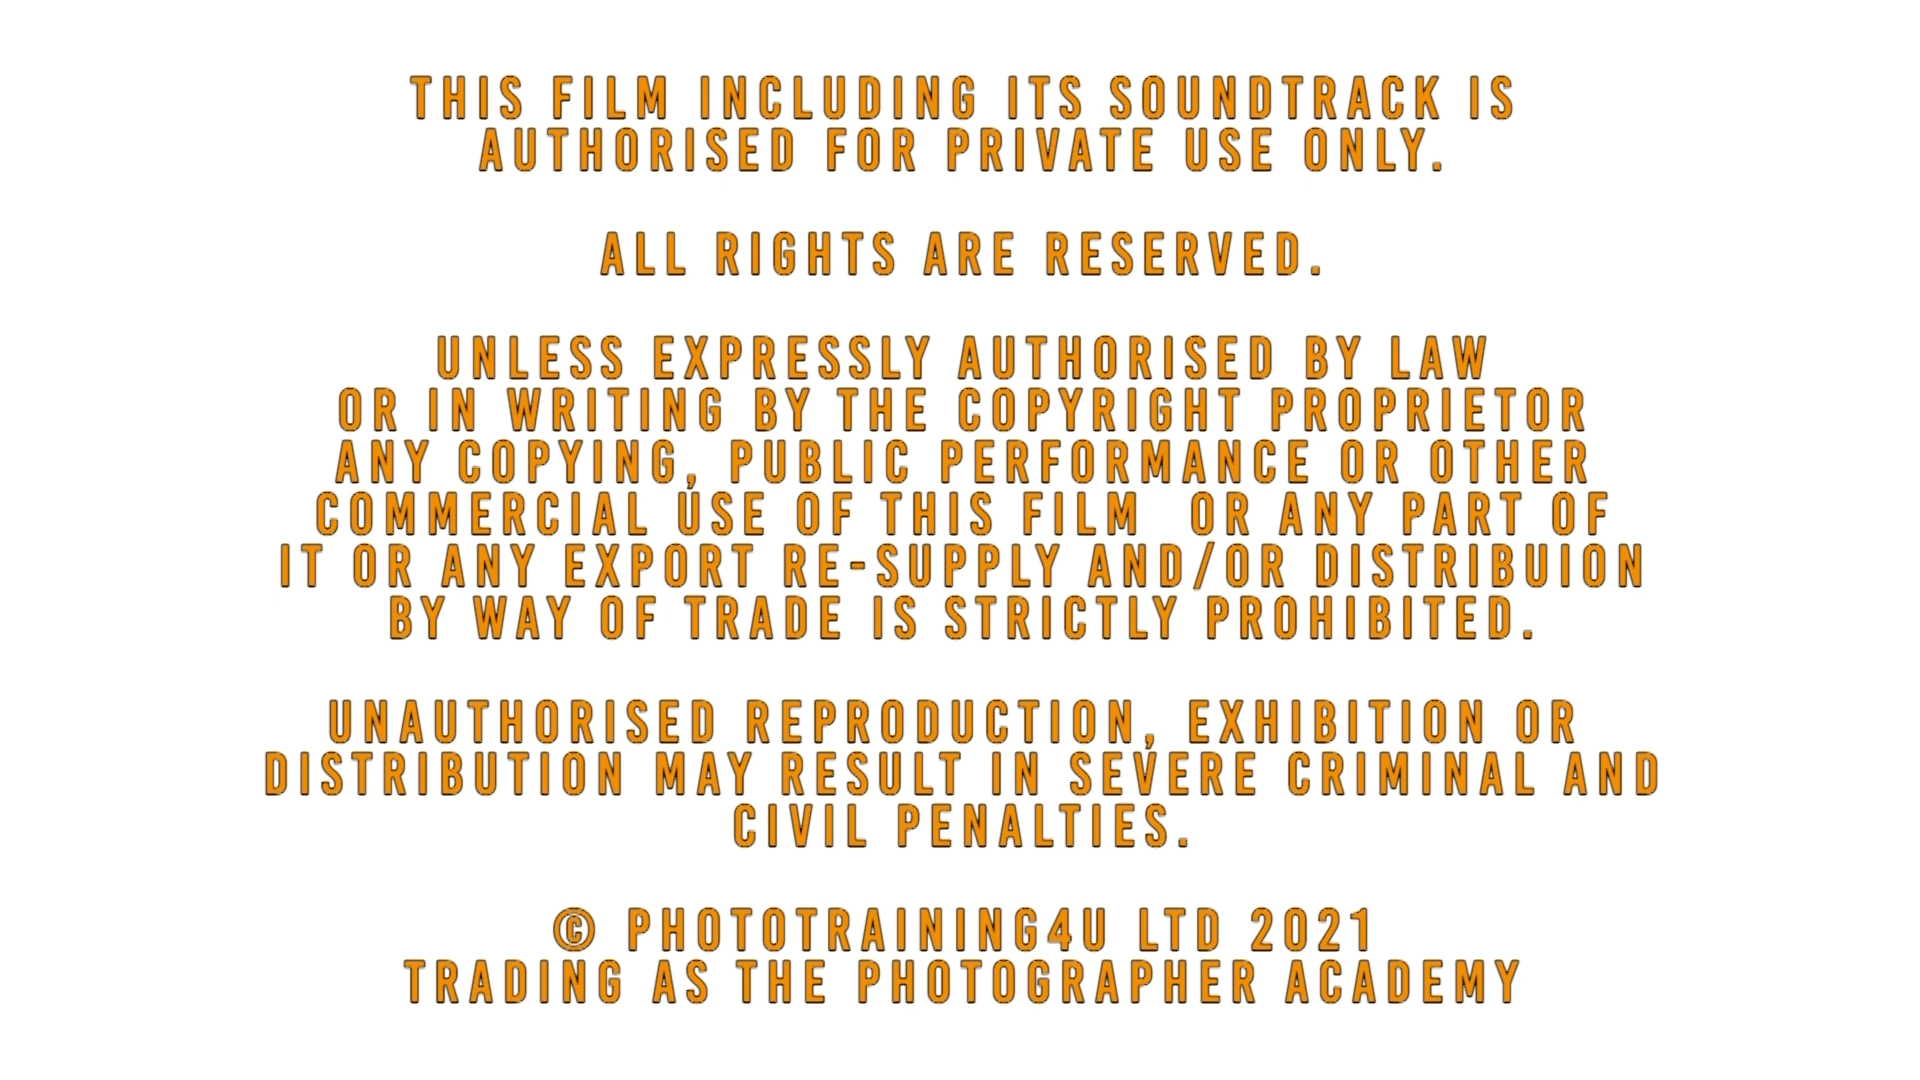 THIS FILM INCLUDING ITS SOUNDTRACK IS
AUTHORISED FOR PRIVATE USE ONLY.
ALL RIGHTS ARE RESERVED.
UNLESS EXPRESSLY AUTHORISED BY LAW
OR IN WRITING BY THE COPYRIGHT PROPRIETOR
ANY COPYING, PUBLIC PERFORMANCE OR OTHER
COMMERCIAL USE OF THIS FILM  OR ANY PART OF
IT OR ANY EXPORT RE-SUPPLY AND/OR DISTRIBUION
BY WAY OF TRADE IS STRICTLY PROHIBITED.
UNAUTHORISED REPRODUCTION, EXHIBITION OR
DISTRIBUTION MAY RESULT IN SEVERE CRIMINAL AND
CIVIL PENALTIES.
© PHOTOTRAINING4U LTD 2021
TRADING AS THE PHOTOGRAPHER ACADEMY